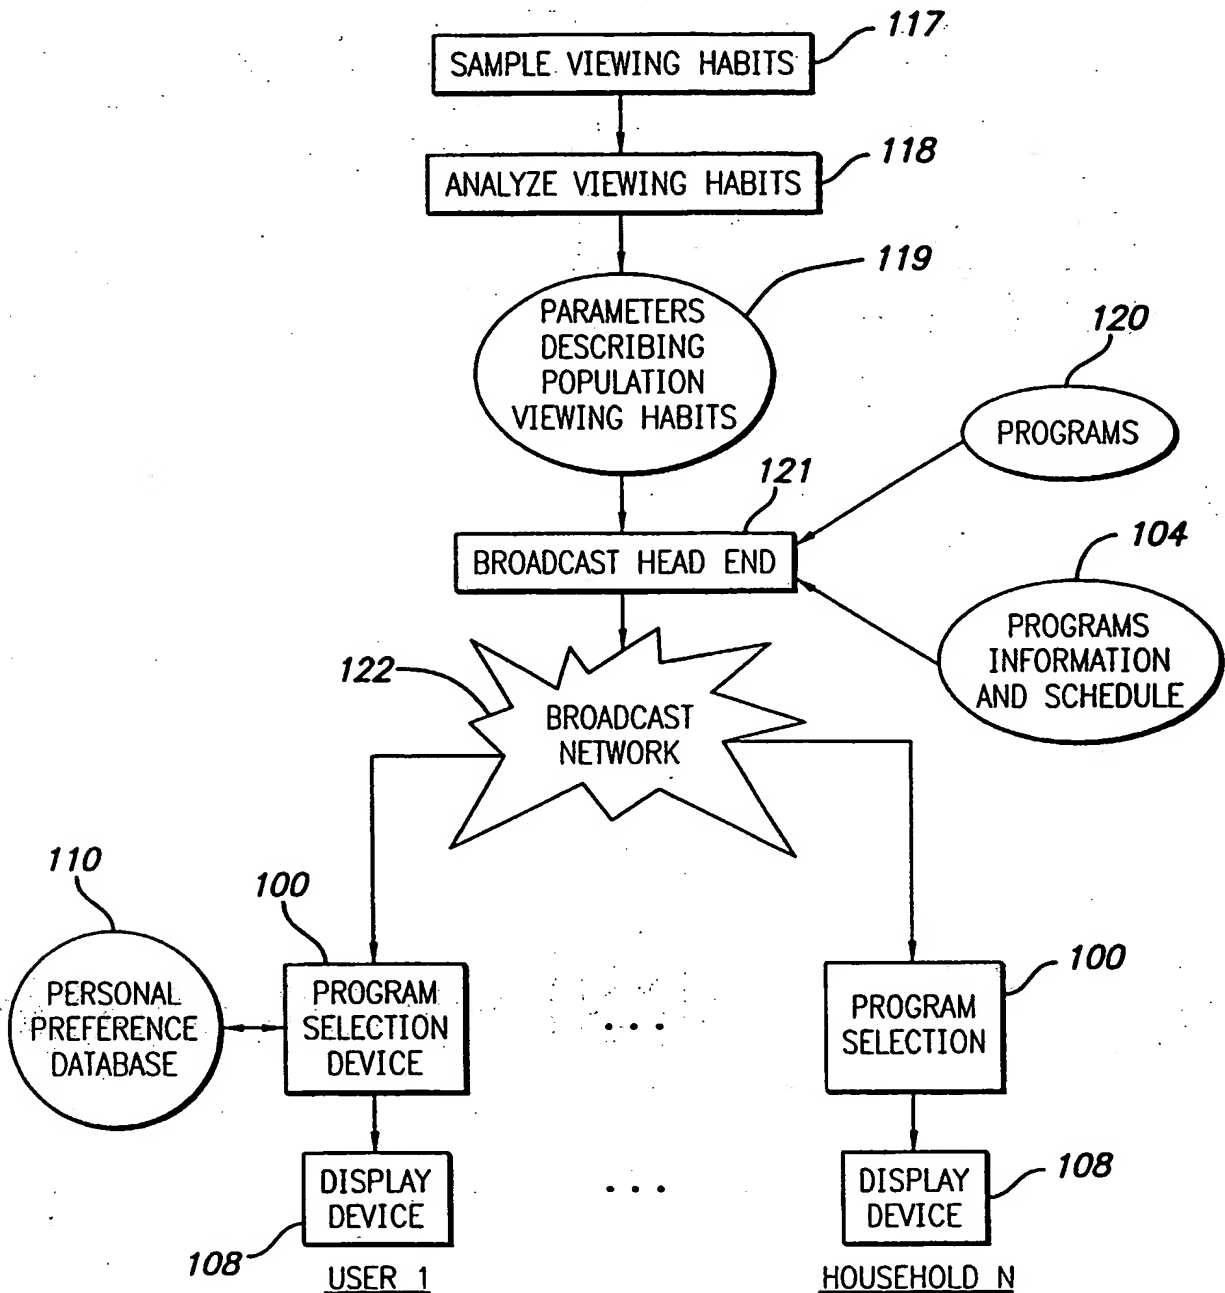 117
SAMPLE VIEWING HABITS
118
ANALYZE VIEWING HABITS
119
PARAMETERS
DESCRIBING
POPULATION
VIEWING HABITS
120
PROGRAMS
121
BROADCAST HEAD END
104
PROGRAMS
INFORMATION
AND SCHEDULE
122
BROADCAST
NETWORK
110
PERSONAL
PREFERENCE
DATABASE
100
PROGRAM
SELECTION
DEVICE
...
100
PROGRAM
SELECTION
DISPLAY
DEVICE
108
USER 1
...
DISPLAY
DEVICE
108
HOUSEHOLD N